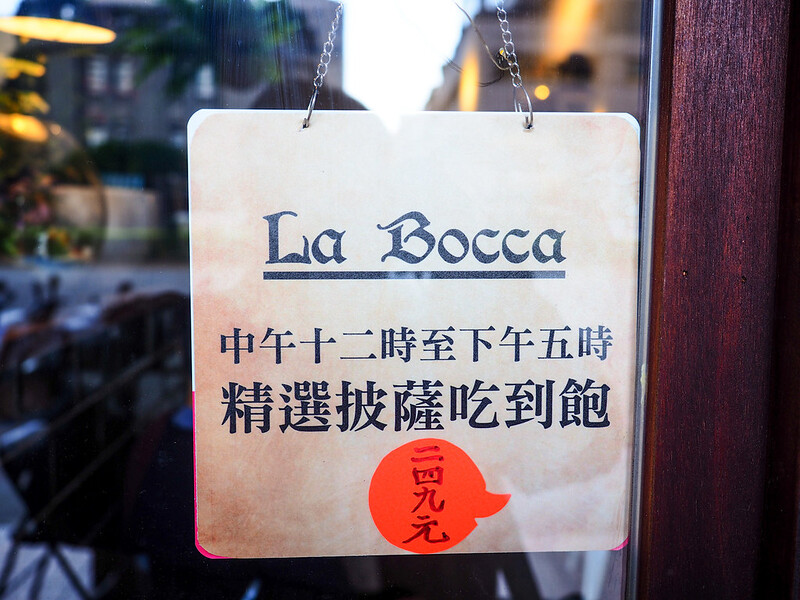 La Bocca
中午十二時至下午五時
精選披薩吃到飽
二四九元